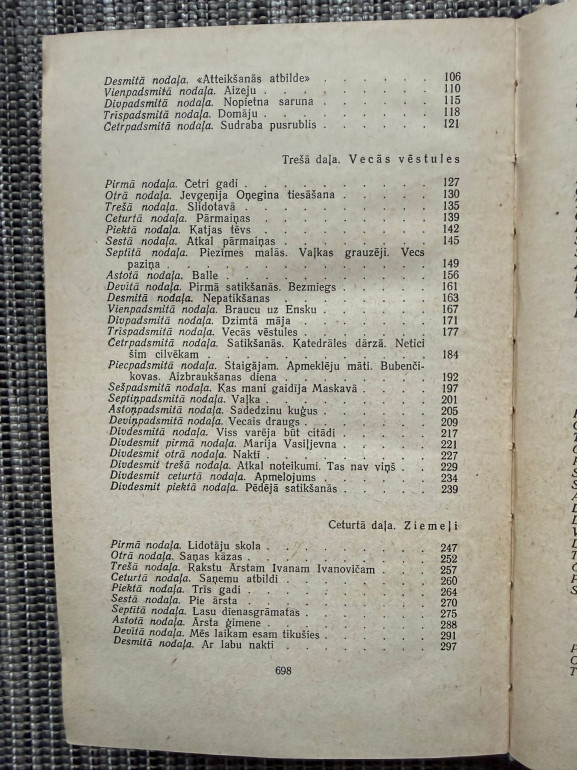 Desmitā nodaļa. «Atteikšanās atbilde» . . . . . . 106
Vienpadsmitā nodaļa. Aizeju . . . . . . . . 110
Divpadsmitā nodaļa. Nopietna saruna . . . . . . 115
Trīspadsmitā nodaļa. Domāju . . . . . . . . 118
Četrpadsmitā nodaļa. Sudraba pusrublis . . . . . 121
Trešā daļa. Vecās vēstules
Pirmā nodaļa. Četri gadi . . . . . . . . . 127
Otrā nodaļa. Jevgeņija Oņegina tiesāšana . . . . . 130
Trešā nodaļa. Slidotavā . . . . . . . . . 135
Ceturtā nodaļa. Pārmaiņas . . . . . . . . 139
Piektā nodaļa. Katjas tēvs . . . . . . . . 142
Sestā nodaļa. Atkal pārmaiņas . . . . . . . 145
Septītā nodaļa. Piezīmes malās. Vaļkas grauzēji. Vecs
paziņa . . . . . . . . . . . . 149
Astotā nodaļa. Balle . . . . . . . . . . 156
Devītā nodaļa. Pirmā satikšanās. Bezmiegs . . . . 161
Desmitā nodaļa. Nepatikšanas . . . . . . . 163
Vienpadsmitā nodaļa. Braucu uz Ensku . . . . . 167
Divpadsmitā nodaļa. Dzimtā māja . . . . . . 171
Trīspadsmitā nodaļa. Vecās vēstules . . . . . . 177
Četrpadsmitā nodaļa. Satikšanās. Katedrāles dārzā. Netici
šim cilvēkam . . . . . . . . . . 184
Piecpadsmitā nodaļa. Staigājam. Apmeklēju māti. Bubenči-
kovas. Aizbraukšanas diena . . . . . . . 192
Sešpadsmitā nodaļa. Kas mani gaidīja Maskavā . . . 197
Septiņpadsmitā nodaļa. Vaļka . . . . . . . 201
Astoņpadsmitā nodaļa. Sadedzinu kuģus . . . . . 205
Deviņpadsmitā nodaļa. Vecais draugs . . . . . . 209
Divdesmitā nodaļa. Viss varēja būt citādi . . . . . 217
Divdesmit pirmā nodaļa. Marija Vasiļjevna . . . . 221
Divdesmit otrā nodaļa. Naktī . . . . . . . 227
Divdesmit trešā nodaļa. Atkal noteikumi. Tas nav viņš . . 229
Divdesmit ceturtā nodaļa. Apmelojums . . . . . 234
Divdesmit piektā nodaļa. Pēdējā satikšanās . . . . 239
Ceturtā daļa. Ziemeļi
Pirmā nodaļa. Lidotāju skola . . . . . . . . 247
Otrā nodaļa. Saņas kāzas . . . . . . . . 252
Trešā nodaļa. Rakstu Ārstam Ivanam Ivanovičam . . . 257
Ceturtā nodaļa. Saņemu atbildi . . . . . . . 260
Piektā nodaļa. Trīs gadi . . . . . . . . . 264
Sestā nodaļa. Pie ārsta . . . . . . . . . 270
Septītā nodaļa. Lasu dienasgrāmatas . . . . . . 275
Astotā nodaļa. Ārsta ģimene . . . . . . . . 288
Devītā nodaļa. Mēs laikam esam tikušies . . . . . 291
Desmitā nodaļa. Ar labu nakti . . . . . . . 297
698